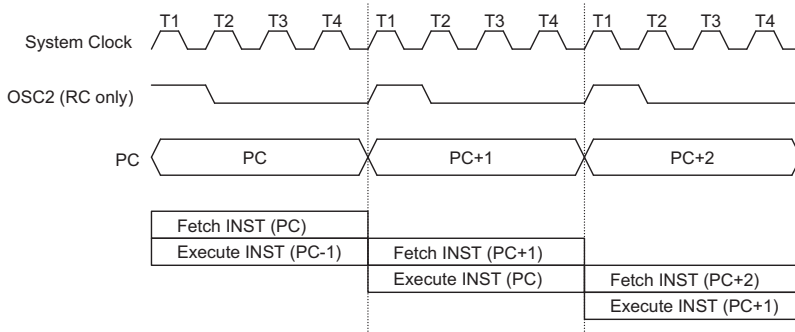 T1 T2 T3 T4 T1 T2 T3 T4 T1 T2 T3 T4
System Clock
OSC2 (RC only)
PC PC PC+1 PC+2
Fetch INST (PC)
Execute INST (PC-1) Fetch INST (PC+1)
Execute INST (PC) Fetch INST (PC+2)
Execute INST (PC+1)